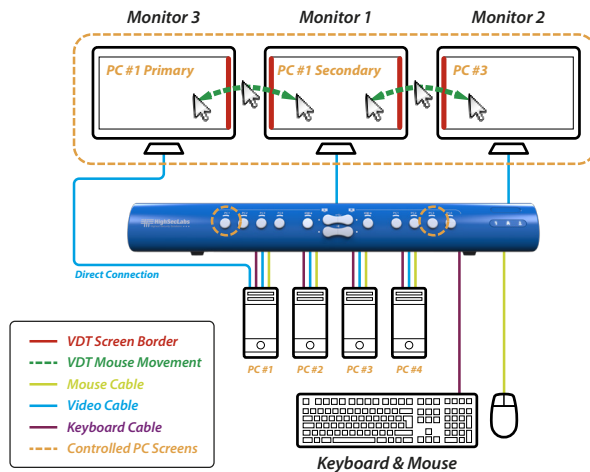 Monitor 3
Monitor 1
Monitor 2
PC #1 Primary
PC #1 Secondary
PC #3
HighSecLabs
Direct Connection
PC #1
PC #2
PC #3
PC #4
VDT Screen Border
VDT Mouse Movement
Mouse Cable
Video Cable
Keyboard Cable
Controlled PC Screens
Keyboard & Mouse